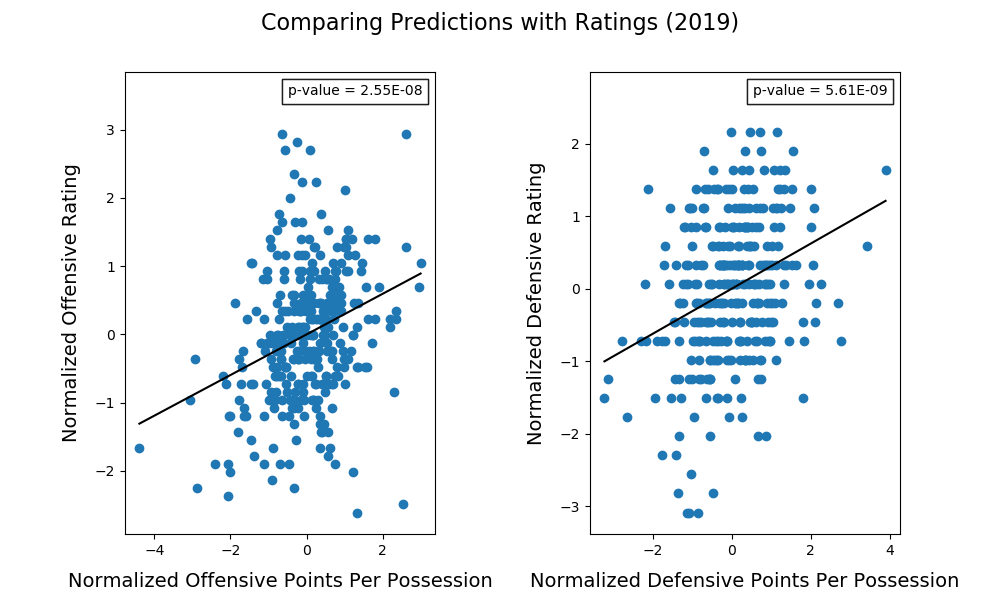 Comparing Predictions with Ratings (2019)
p-value = 2.55E-08
Normalized Offensive Rating
3
2
1
0
−1
−2
−4
−2
0
2
Normalized Offensive Points Per Possession
p-value = 5.61E-09
Normalized Defensive Rating
2
1
0
−1
−2
−3
−2
0
2
4
Normalized Defensive Points Per Possession